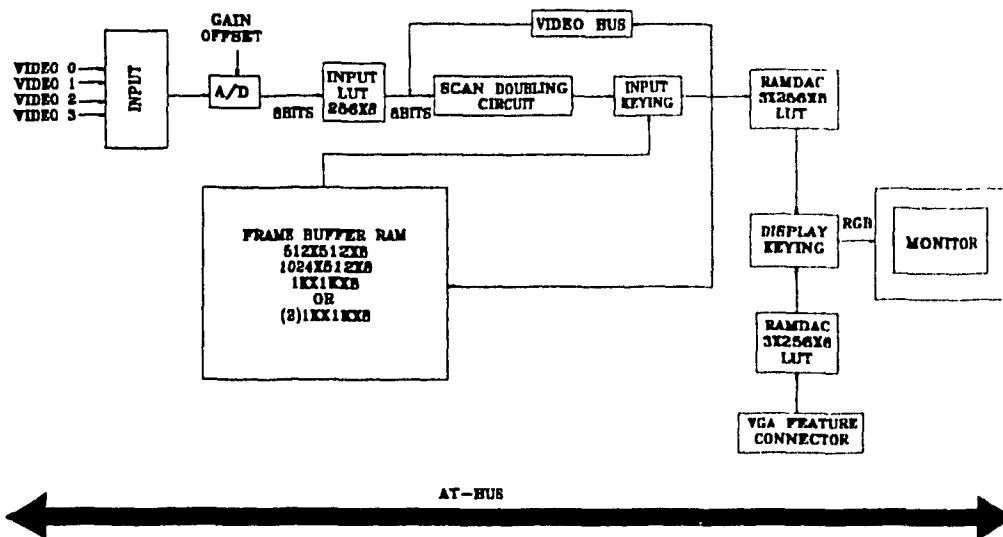 GAIN
OFFSET
VIDEO BUS
VIDEO 0
VIDEO 1
VIDEO 2
VIDEO 3
INPUT
A/D
8BITS
INPUT
LUT
256X8
8BITS
SCAN DOUBLING
CIRCUIT
INPUT
KEYING
RAMDAC
3X256X8
LUT
FRAME BUFFER RAM
512X512X8
1024X512X8
1KX1KX8
OR
(2)1KX1KX8
DISPLAY
KEYING
RGB
MONITOR
RAMDAC
3X256X6
LUT
VGA FEATURE
CONNECTOR
AT-BUS